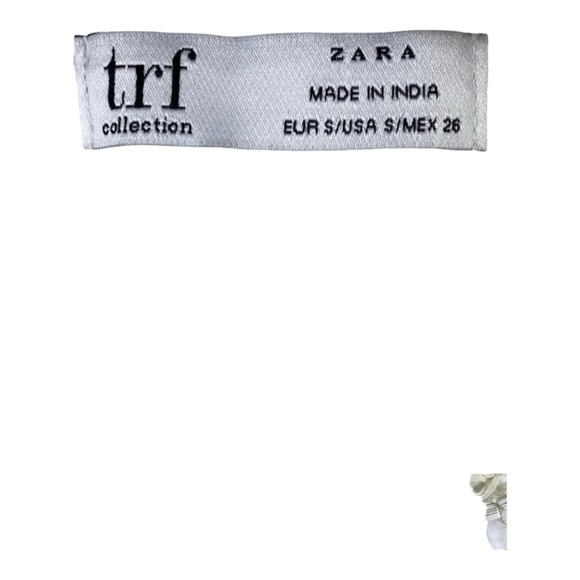 trf
collection
ZARA
MADE IN INDIA
EUR S/USA S/MEX 26